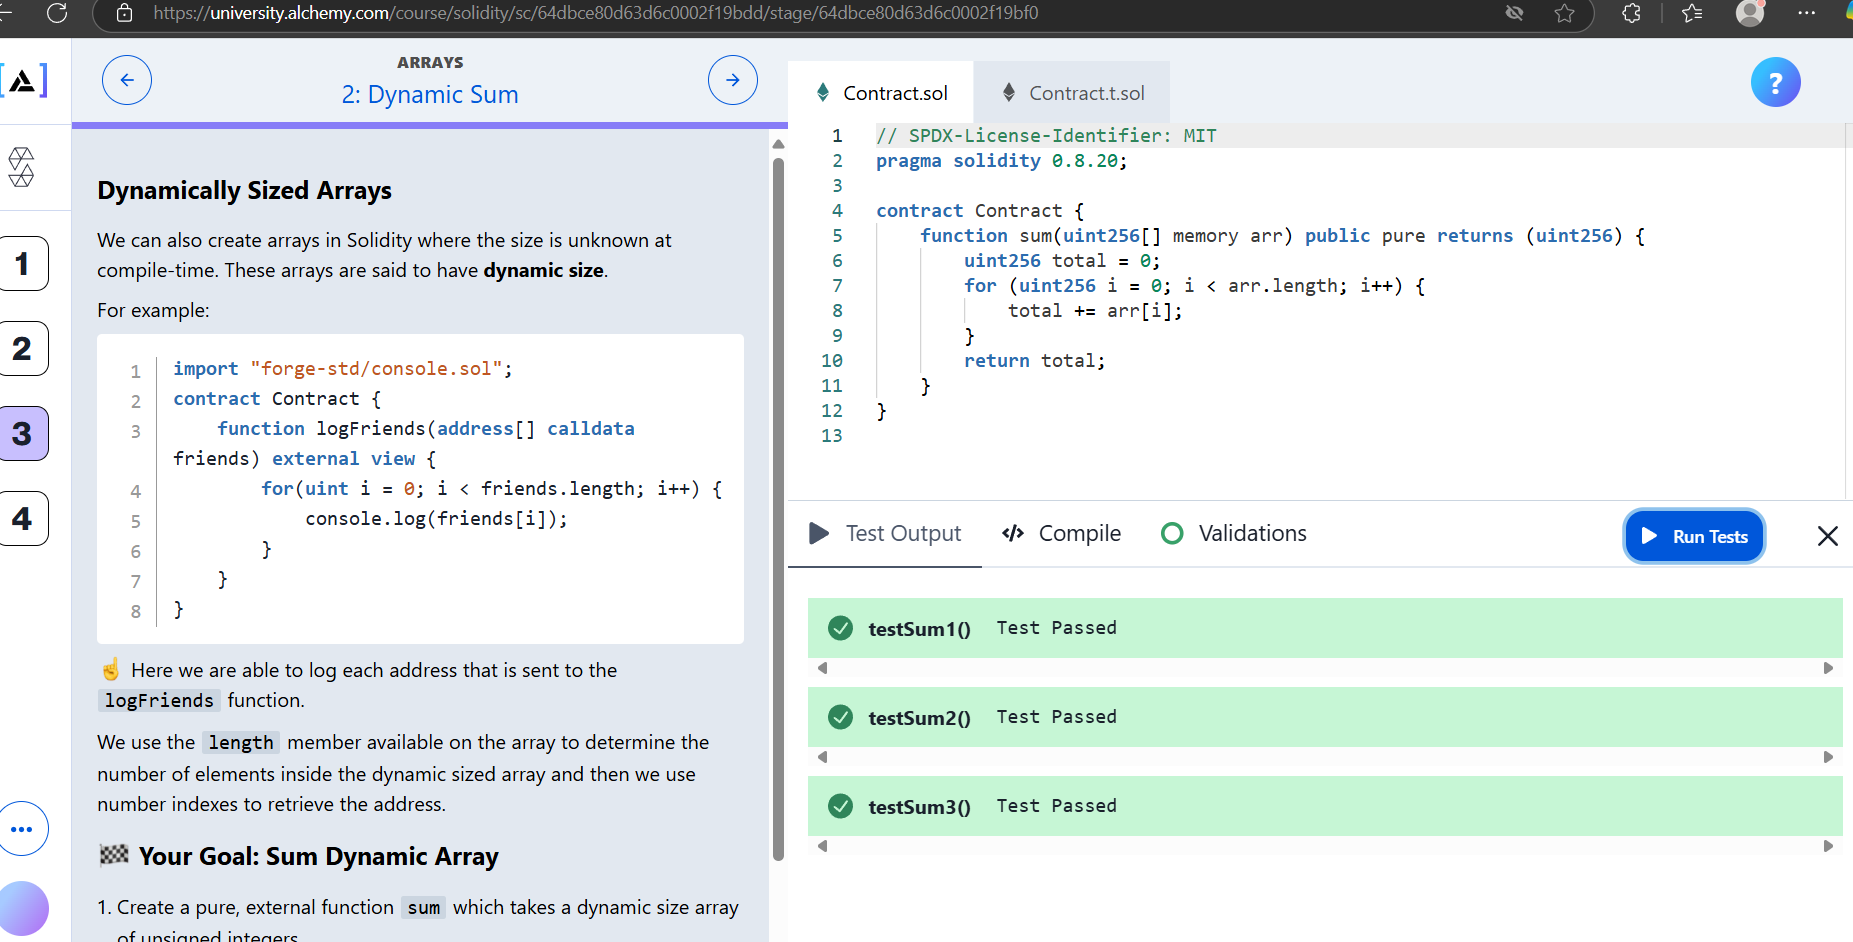 https://university.alchemy.com/course/solidity/sc/64dbce80d63d6c0002f19bdd/stage/64dbce80d63d6c0002f19bf0
ARRAYS
2: Dynamic Sum
1
2
3
4
Dynamically Sized Arrays
We can also create arrays in Solidity where the size is unknown at
compile-time. These arrays are said to have dynamic size.
For example:
1 import "forge-std/console.sol";
2 contract Contract {
3     function logFriends(address[] calldata
friends) external view {
4         for(uint i = 0; i < friends.length; i++) {
5             console.log(friends[i]);
6         }
7     }
8 }
☝ Here we are able to log each address that is sent to the
logFriends function.
We use the length member available on the array to determine the
number of elements inside the dynamic sized array and then we use
number indexes to retrieve the address.
🏁 Your Goal: Sum Dynamic Array
1. Create a pure, external function sum which takes a dynamic size array
of unsigned integers
Contract.sol
Contract.t.sol
?
1 // SPDX-License-Identifier: MIT
2 pragma solidity 0.8.20;
3
4 contract Contract {
5     function sum(uint256[] memory arr) public pure returns (uint256) {
6         uint256 total = 0;
7         for (uint256 i = 0; i < arr.length; i++) {
8             total += arr[i];
9         }
10         return total;
11     }
12 }
13
Test Output
Compile
Validations
Run Tests
testSum1() Test Passed
testSum2() Test Passed
testSum3() Test Passed